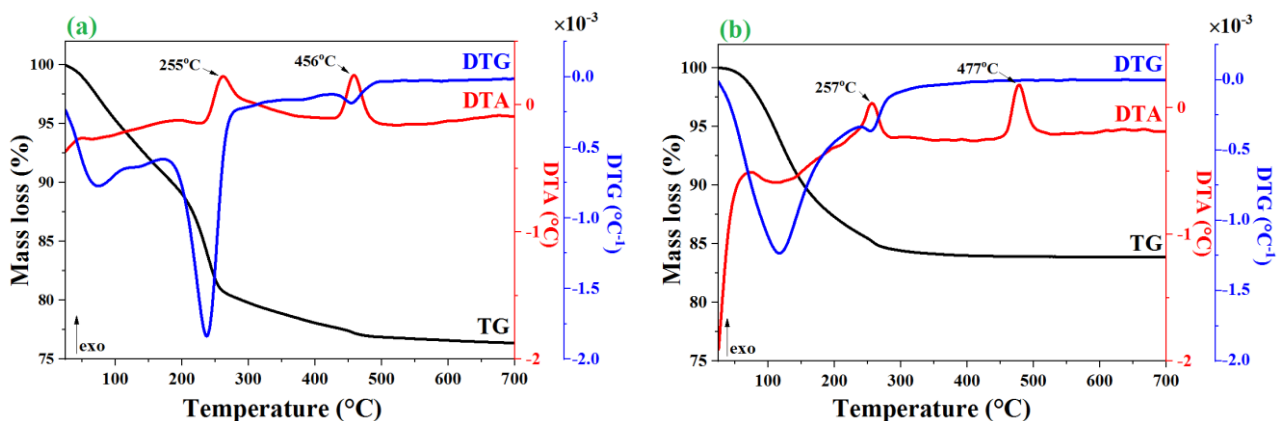 (a)
×10⁻³
100
95
90
85
80
75
Mass loss (%)
255°C
456°C
DTG
DTA
TG
exo
100 200 300 400 500 600 700
Temperature (°C)
0
-1
-2
DTA (°C)
0.0
-0.5
-1.0
-1.5
-2.0
DTG (°C⁻¹)
(b)
×10⁻³
100
95
90
85
80
75
Mass loss (%)
257°C
477°C
DTG
DTA
TG
exo
100 200 300 400 500 600 700
Temperature (°C)
0
-1
-2
DTA (°C)
0.0
-0.5
-1.0
-1.5
-2.0
DTG (°C⁻¹)